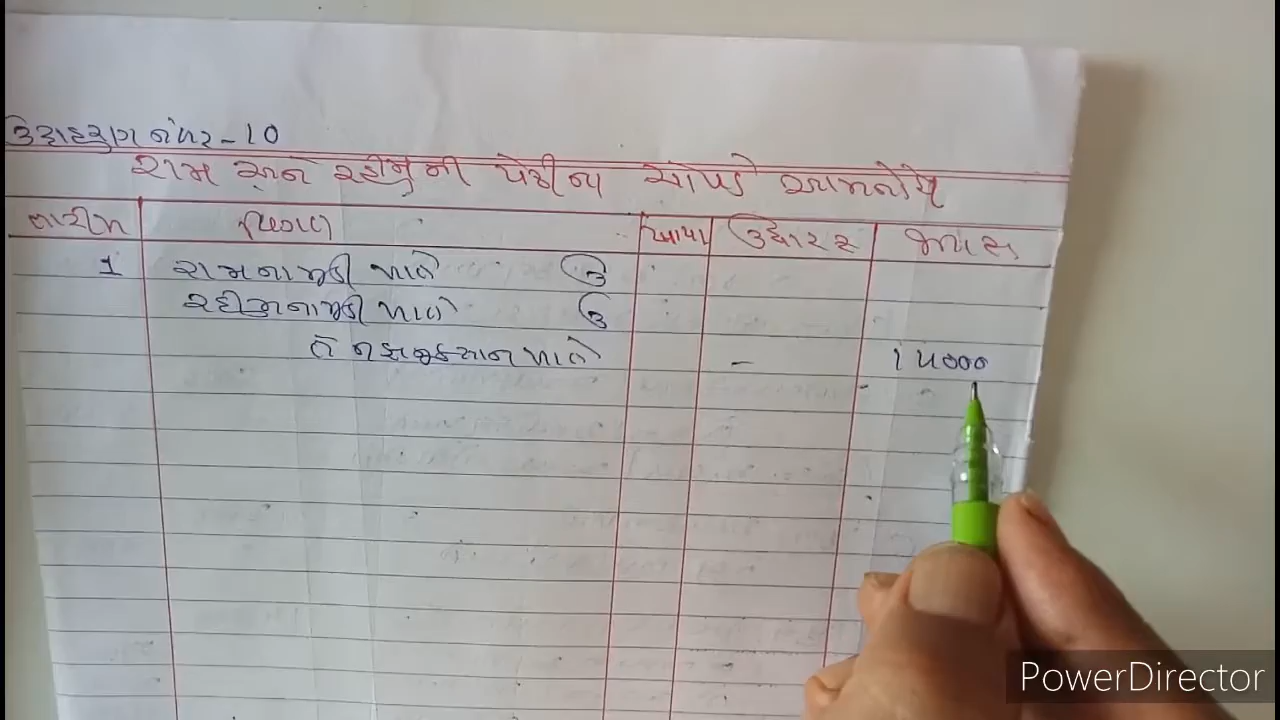 ઉદાહરણ નંબર - 10
રામ અને રહીમની પેઢીના ચોપડે આમનોંધ
તારીખ વિગત ખાપા ઉધાર રૂ જમા રૂ
1 રામના મૂડી ખાતે ઉ
રહીમના મૂડી ખાતે ઉ
તે નફાનુકસાન ખાતે - 15000
PowerDirector